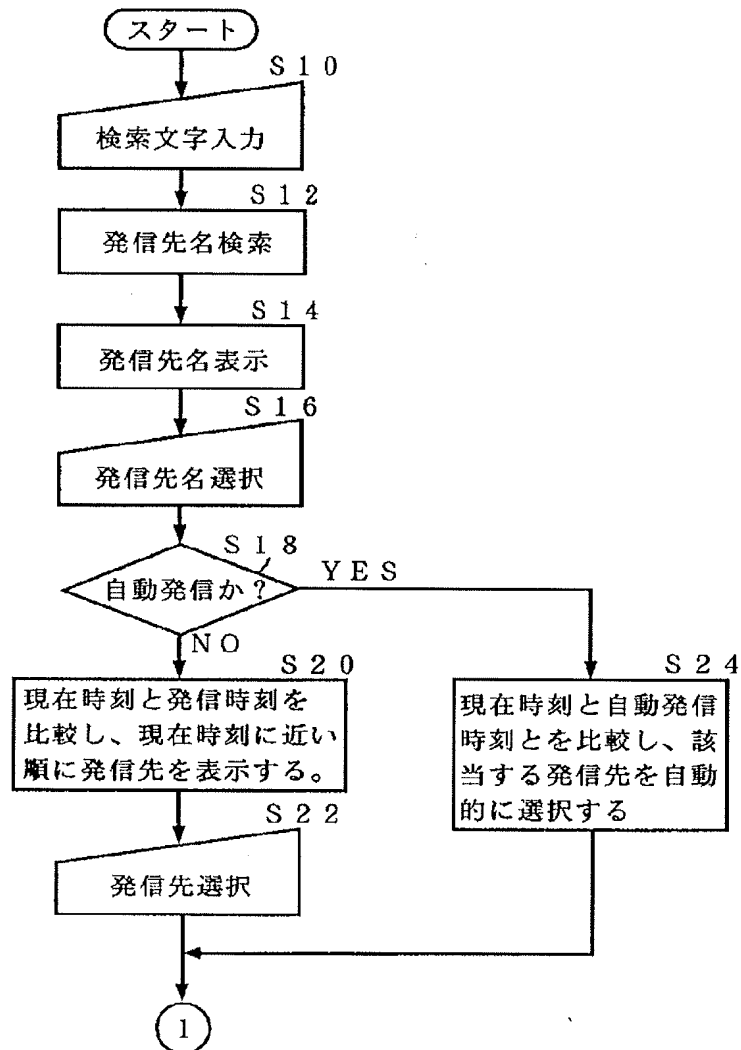 スタート
S10
検索文字入力
S12
発信先名検索
S14
発信先名表示
S16
発信先名選択
S18
自動発信か?
YES
NO
S20
現在時刻と発信時刻を
比較し、現在時刻に近い
順に発信先を表示する。
S24
現在時刻と自動発信
時刻とを比較し、該
当する発信先を自動
的に選択する
S22
発信先選択
1